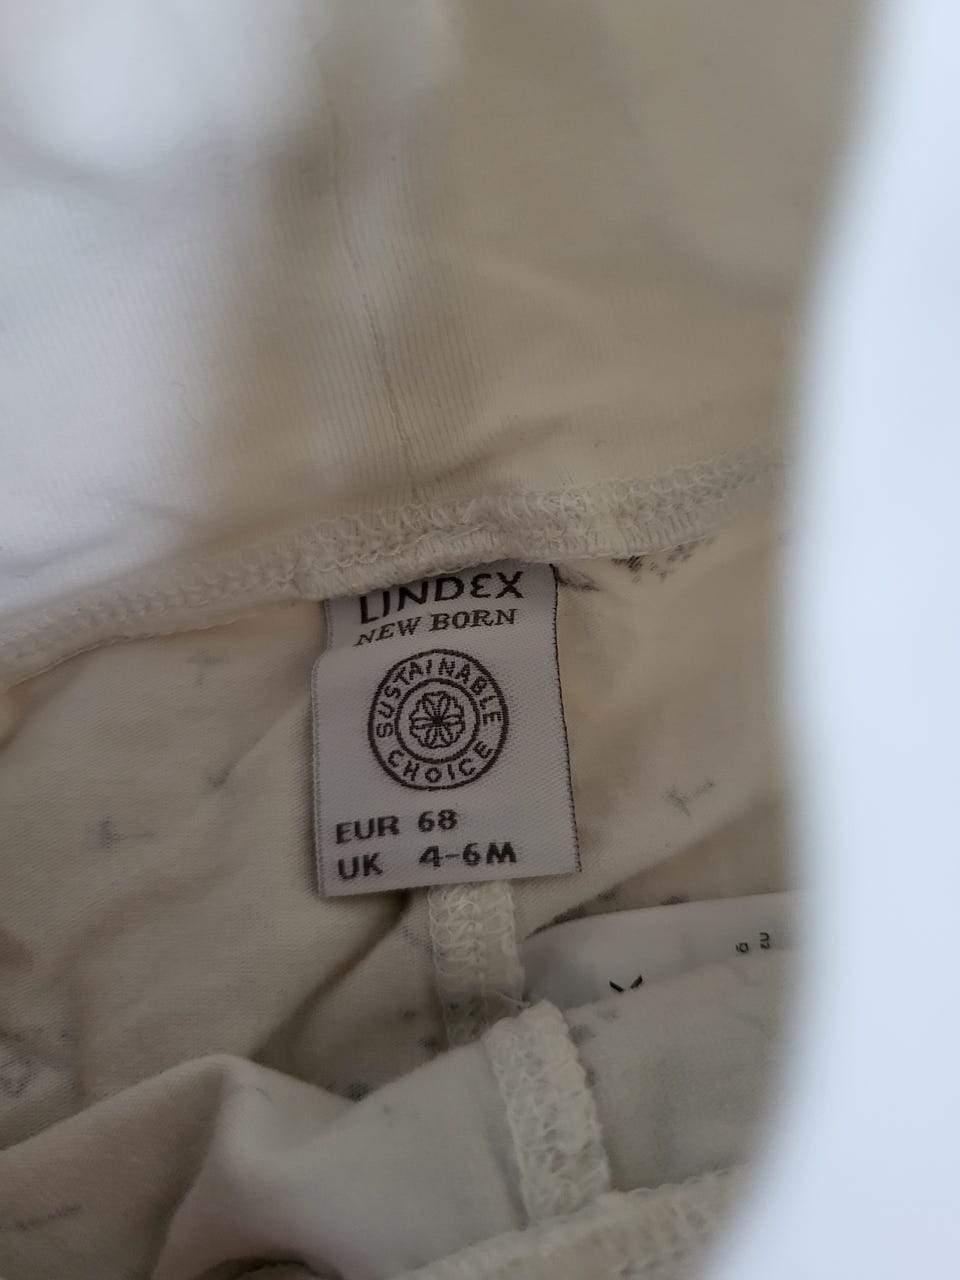 LINDEX
NEW BORN
SUSTAINABLE
CHOICE
EUR 68
UK 4-6M